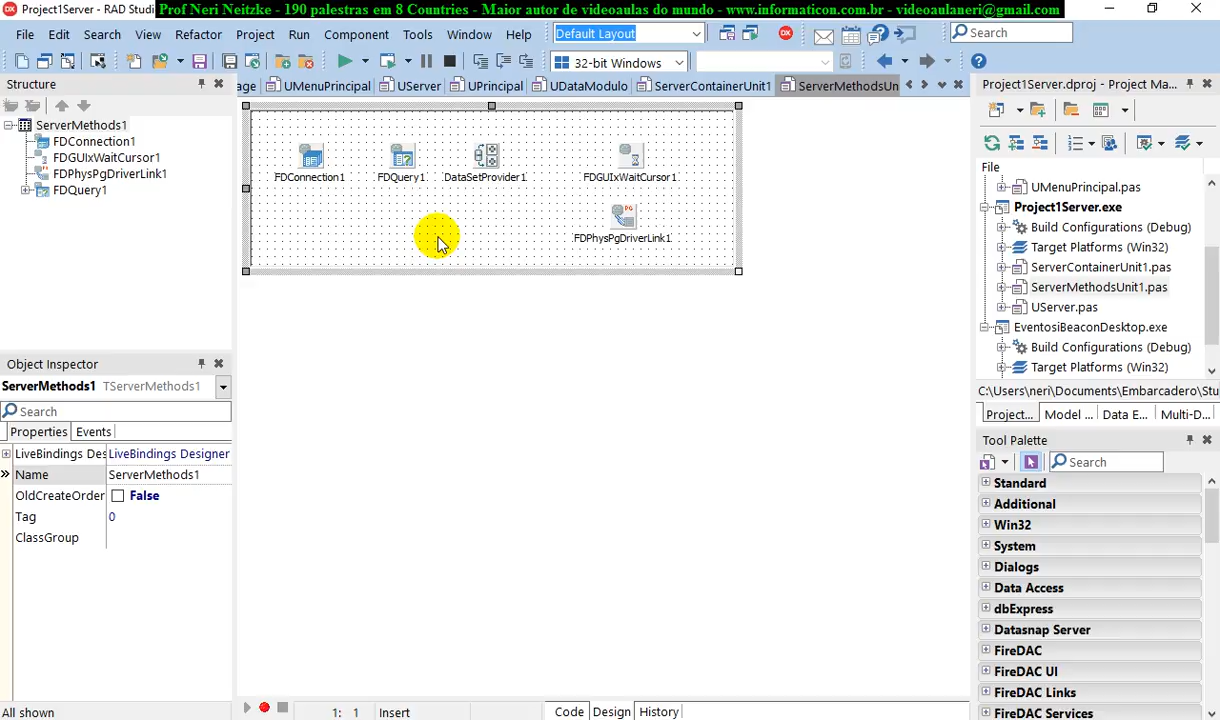 Project1Server - RAD Studi
Prof Neri Neitzke - 190 palestras em 8 Countries - Maior autor de videoaulas do mundo - www.informaticon.com.br - videoaulaneri@gmail.com
File Edit Search View Refactor Project Run Component Tools Window Help
Default Layout
Search
32-bit Windows
Structure
age UMenuPrincipal UServer UPrincipal UDataModulo ServerContainerUnit1 ServerMethodsUn
Project1Server.dproj - Project Ma...
ServerMethods1
FDConnection1
FDGUIxWaitCursor1
FDPhysPgDriverLink1
FDQuery1
FDConnection1 FDQuery1 DataSetProvider1 FDGUIxWaitCursor1
FDPhysPgDriverLink1
File
UMenuPrincipal.pas
Project1Server.exe
Build Configurations (Debug)
Target Platforms (Win32)
ServerContainerUnit1.pas
ServerMethodsUnit1.pas
UServer.pas
EventosiBeaconDesktop.exe
Build Configurations (Debug)
Target Platforms (Win32)
C:\Users\neri\Documents\Embarcadero\Stu
Project... Model ... Data E... Multi-D...
Object Inspector
ServerMethods1 TServerMethods1
Search
Properties Events
LiveBindings Des LiveBindings Designer
Name ServerMethods1
OldCreateOrder False
Tag 0
ClassGroup
All shown
Tool Palette
Search
Standard
Additional
Win32
System
Dialogs
Data Access
dbExpress
Datasnap Server
FireDAC
FireDAC UI
FireDAC Links
FireDAC Services
1: 1 Insert
Code Design History